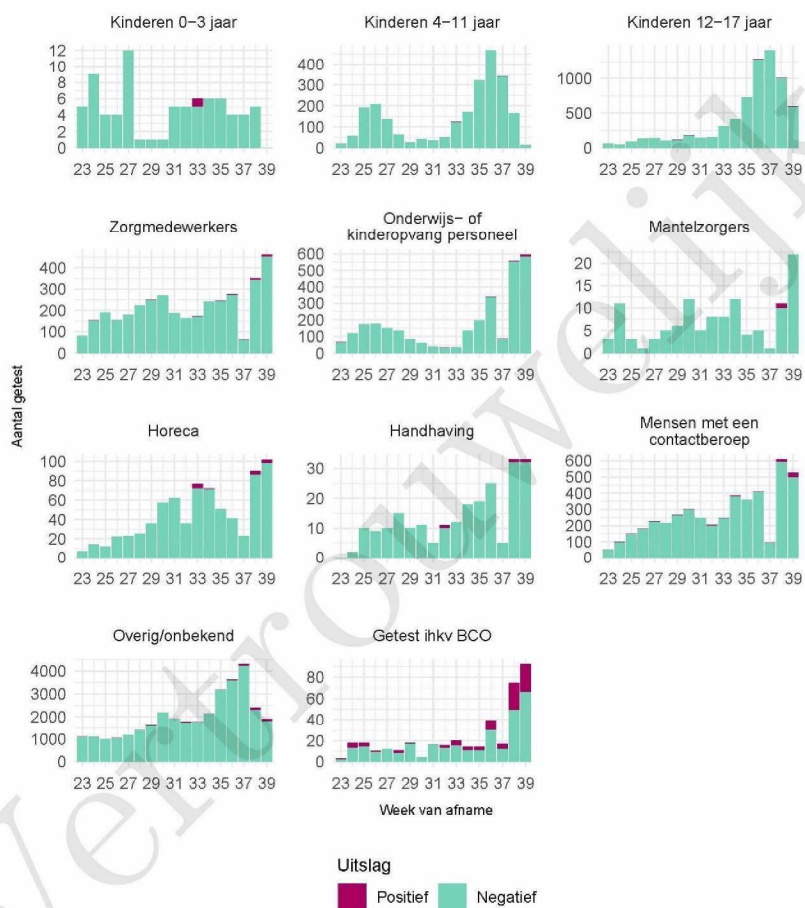 Kinderen 0−3 jaar
Kinderen 4−11 jaar
Kinderen 12−17 jaar
12
10
8
6
4
2
0
23 25 27 29 31 33 35 37 39
400
300
200
100
0
23 25 27 29 31 33 35 37 39
1000
500
0
23 25 27 29 31 33 35 37 39
Zorgmedewerkers
Onderwijs− of
kinderopvang personeel
Mantelzorgers
400
300
200
100
0
23 25 27 29 31 33 35 37 39
600
500
400
300
200
100
0
23 25 27 29 31 33 35 37 39
20
15
10
5
0
23 25 27 29 31 33 35 37 39
Aantal getest
Horeca
Handhaving
Mensen met een
contactberoep
100
80
60
40
20
0
23 25 27 29 31 33 35 37 39
30
20
10
0
23 25 27 29 31 33 35 37 39
600
500
400
300
200
100
0
23 25 27 29 31 33 35 37 39
Overig/onbekend
Getest ihkv BCO
4000
3000
2000
1000
0
23 25 27 29 31 33 35 37 39
80
60
40
20
0
23 25 27 29 31 33 35 37 39
Week van afname
Uitslag
Positief
Negatief
Vertrouwelijk